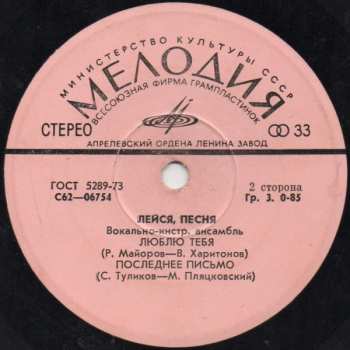 МИНИСТЕРСТВО КУЛЬТУРЫ СССР
МЕЛОДИЯ
ВСЕСОЮЗНАЯ ФИРМА ГРАМПЛАСТИНОК
СТЕРЕО
33
АПРЕЛЕВСКИЙ ОРДЕНА ЛЕНИНА ЗАВОД
ГОСТ 5289-73
С62—06754
2 сторона
Гр. 3. 0-85
ЛЕЙСЯ, ПЕСНЯ
Вокально-инстр. ансамбль
ЛЮБЛЮ ТЕБЯ
(Р. Майоров—В. Харитонов)
ПОСЛЕДНЕЕ ПИСЬМО
(С. Туликов—М. Пляцковский)